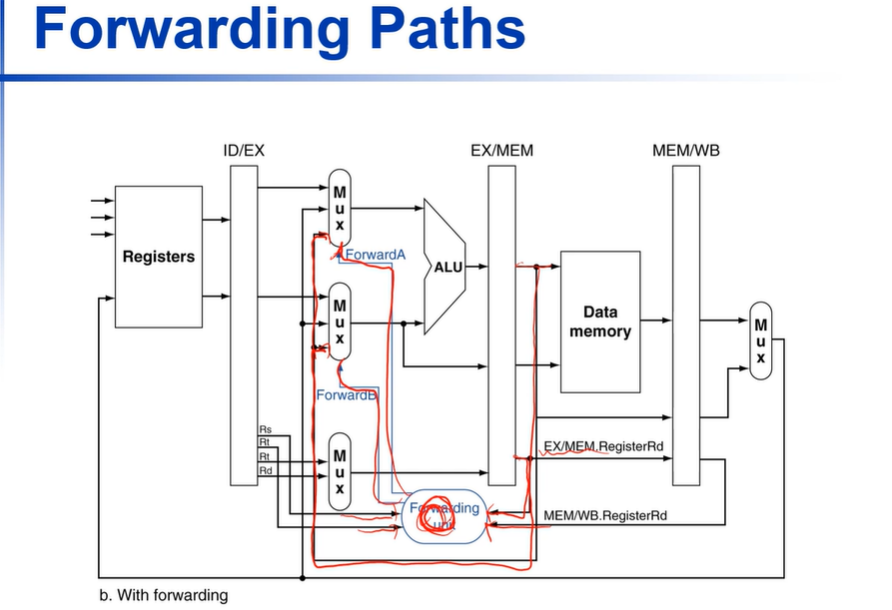 Forwarding Paths
ID/EX
EX/MEM
MEM/WB
Registers
M
u
x
ForwardA
ALU
M
u
x
ForwardB
Data
memory
M
u
x
Rs
Rt
Rt
Rd
M
u
x
EX/MEM.RegisterRd
Forwarding
unit
MEM/WB.RegisterRd
b. With forwarding